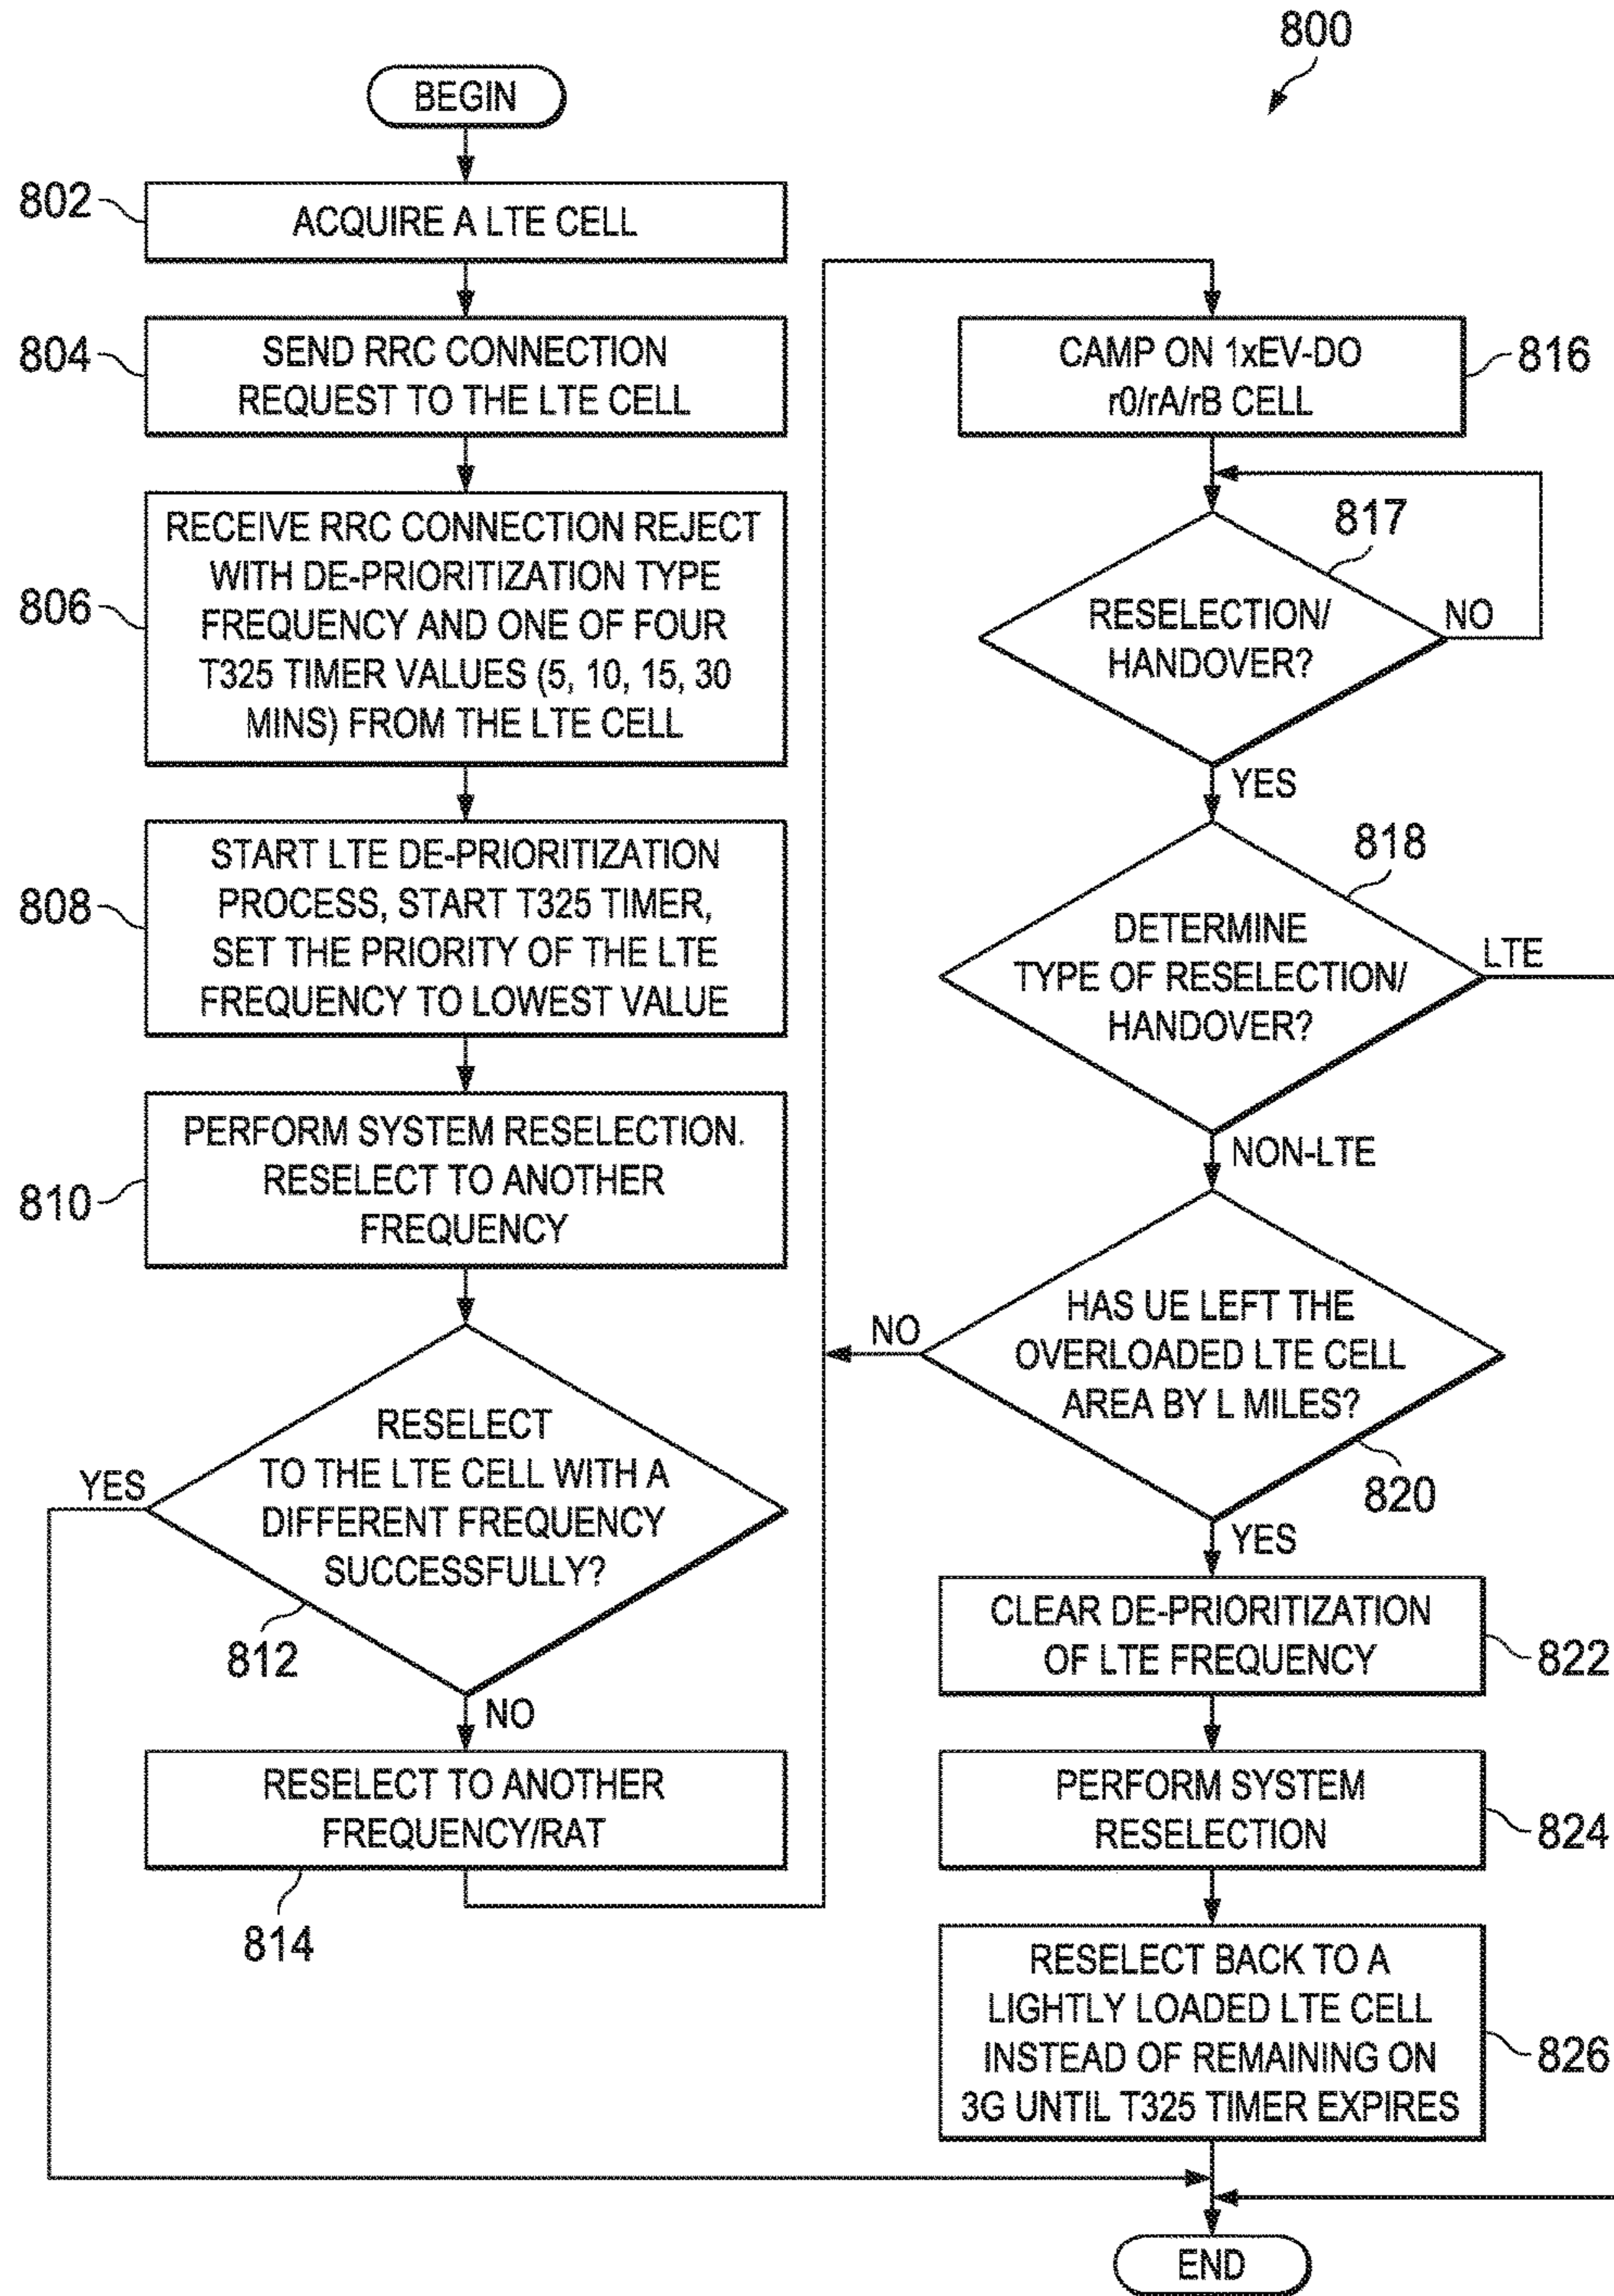 800
BEGIN
802
ACQUIRE A LTE CELL
804
SEND RRC CONNECTION
REQUEST TO THE LTE CELL
806
RECEIVE RRC CONNECTION REJECT
WITH DE-PRIORITIZATION TYPE
FREQUENCY AND ONE OF FOUR
T325 TIMER VALUES (5, 10, 15, 30
MINS) FROM THE LTE CELL
808
START LTE DE-PRIORITIZATION
PROCESS, START T325 TIMER,
SET THE PRIORITY OF THE LTE
FREQUENCY TO LOWEST VALUE
810
PERFORM SYSTEM RESELECTION.
RESELECT TO ANOTHER
FREQUENCY
RESELECT
TO THE LTE CELL WITH A
DIFFERENT FREQUENCY
SUCCESSFULLY?
YES
812
NO
RESELECT TO ANOTHER
FREQUENCY/RAT
814
CAMP ON 1xEV-DO
r0/rA/rB CELL
816
817
RESELECTION/
HANDOVER?
NO
YES
818
DETERMINE
TYPE OF RESELECTION/
HANDOVER?
LTE
NON-LTE
HAS UE LEFT THE
OVERLOADED LTE CELL
AREA BY L MILES?
NO
820
YES
CLEAR DE-PRIORITIZATION
OF LTE FREQUENCY
822
PERFORM SYSTEM
RESELECTION
824
RESELECT BACK TO A
LIGHTLY LOADED LTE CELL
INSTEAD OF REMAINING ON
3G UNTIL T325 TIMER EXPIRES
826
END